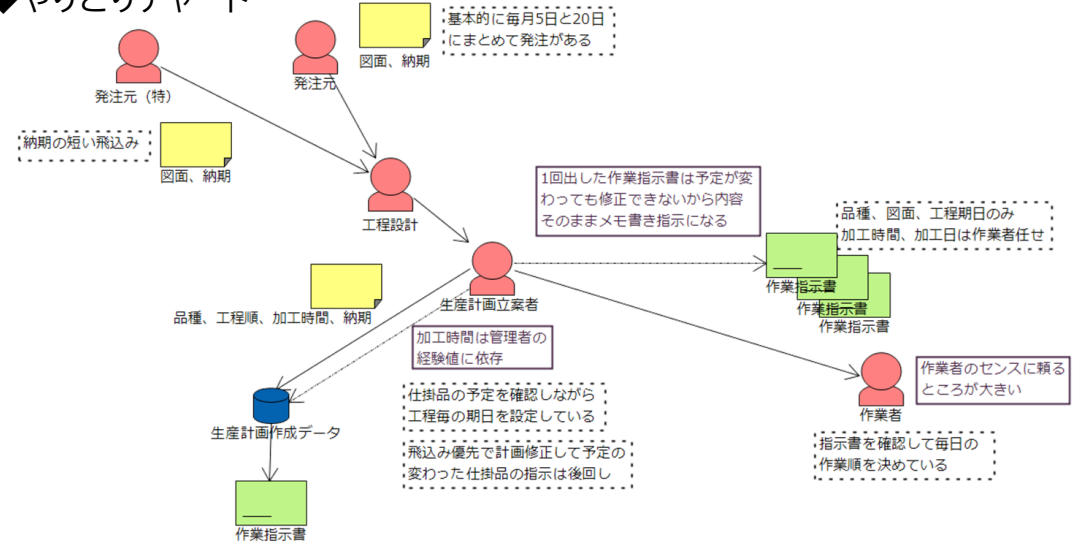 ◆やりとりチャート
基本的に毎月5日と20日
にまとめて発注がある
図面、納期
発注元
発注元（特）
納期の短い飛込み
図面、納期
工程設計
1回出した作業指示書は予定が変
わっても修正できないから内容
そのままメモ書き指示になる
品種、図面、工程期日のみ
加工時間、加工日は作業者任せ
作業指示書
作業指示書
作業指示書
生産計画立案者
品種、工程順、加工時間、納期
加工時間は管理者の
経験値に依存
作業者のセンスに頼る
ところが大きい
作業者
仕掛品の予定を確認しながら
工程毎の期日を設定している
生産計画作成データ
指示書を確認して毎日の
作業順を決めている
飛込み優先で計画修正して予定の
変わった仕掛品の指示は後回し
作業指示書